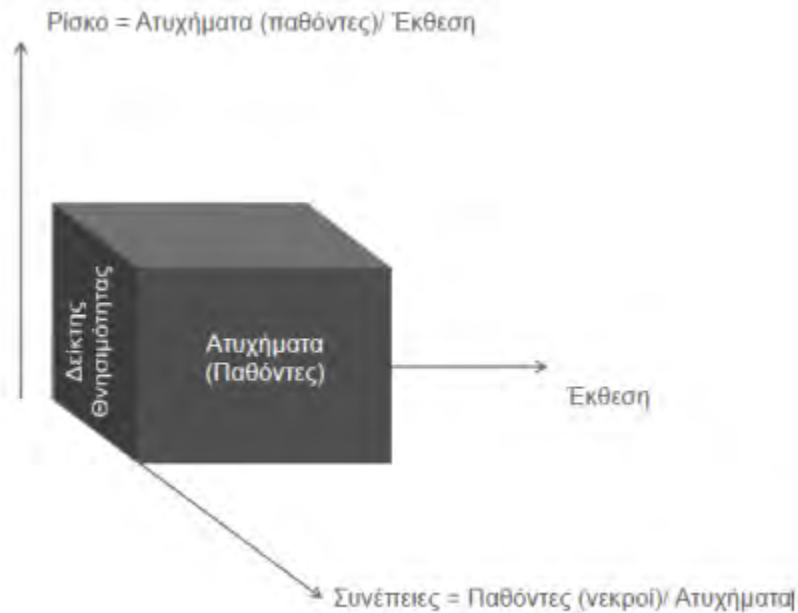 Ρίσκο = Ατυχήματα (παθόντες)/ Έκθεση
Δείκτης
Θνησιμότητας
Ατυχήματα
(Παθόντες)
Έκθεση
Συνέπειες = Παθόντες (νεκροί)/ Ατυχήματα